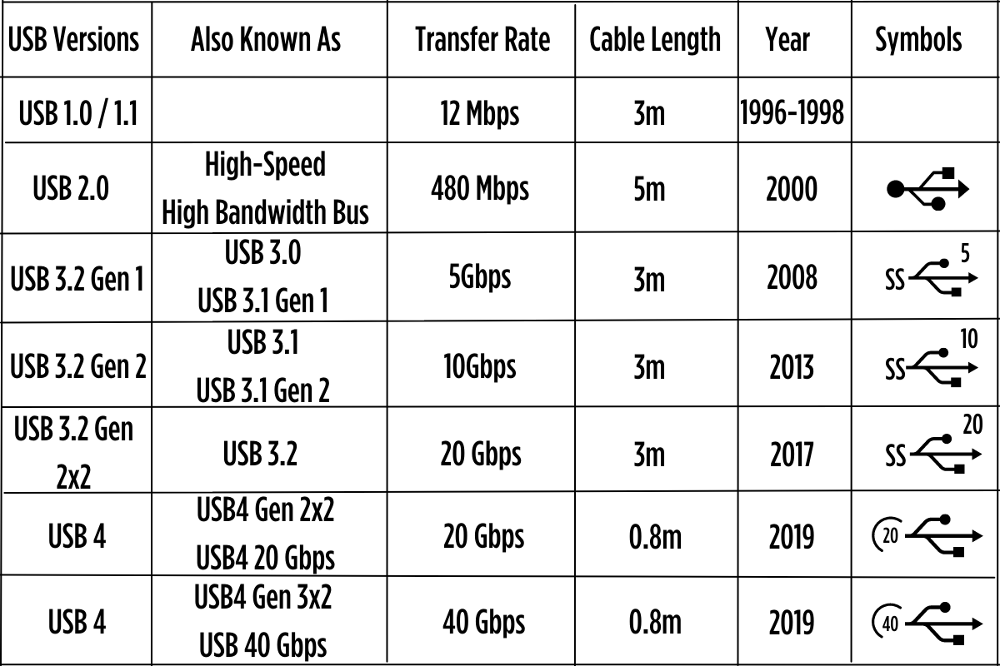 USB Versions Also Known As Transfer Rate Cable Length Year Symbols
USB 1.0 / 1.1 12 Mbps 3m 1996-1998
USB 2.0 High-Speed 480 Mbps 5m 2000
High Bandwidth Bus
USB 3.2 Gen 1 USB 3.0 5Gbps 3m 2008 SS 5
USB 3.1 Gen 1
USB 3.2 Gen 2 USB 3.1 10Gbps 3m 2013 SS 10
USB 3.1 Gen 2
USB 3.2 Gen USB 3.2 20 Gbps 3m 2017 SS 20
2x2
USB 4 USB4 Gen 2x2 20 Gbps 0.8m 2019 20
USB4 20 Gbps
USB 4 USB4 Gen 3x2 40 Gbps 0.8m 2019 40
USB 40 Gbps